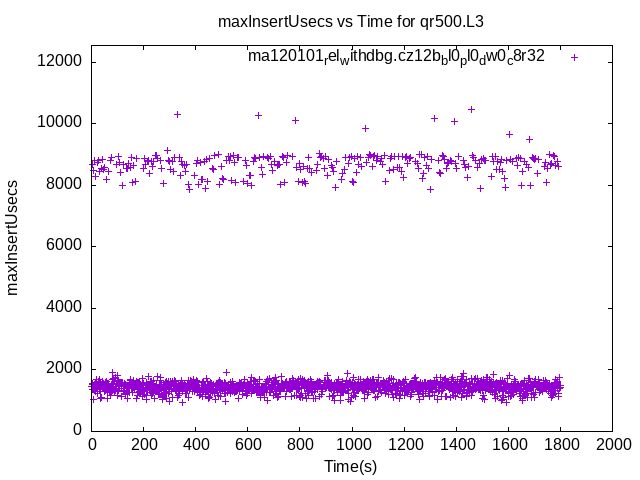 maxInsertUsecs vs Time for qr500.L3
ma120101_rel_withdbg.cz12b_bl0_pl0_dw0_c8r32
12000
10000
8000
6000
4000
2000
0
maxInsertUsecs
0 200 400 600 800 1000 1200 1400 1600 1800 2000
Time(s)